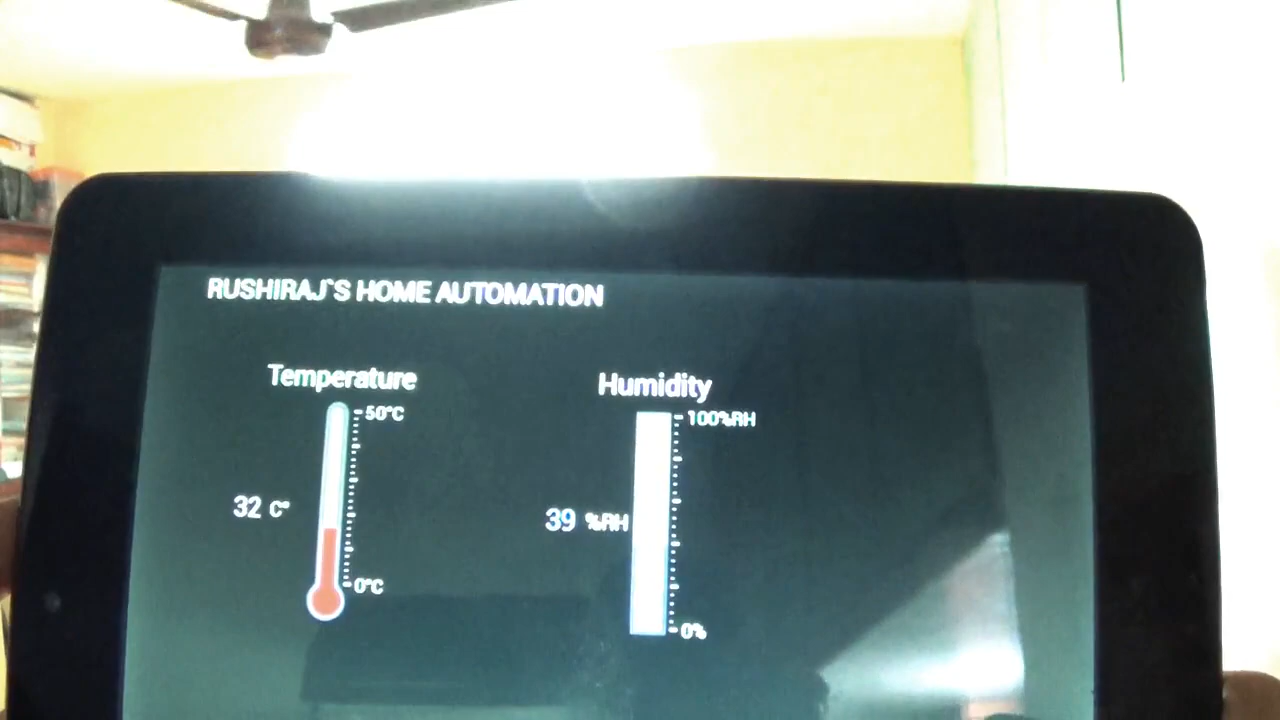 RUSHIRAJ`S HOME AUTOMATION
Temperature
50°C
32 C°
0°C
Humidity
100%RH
39 %RH
0%